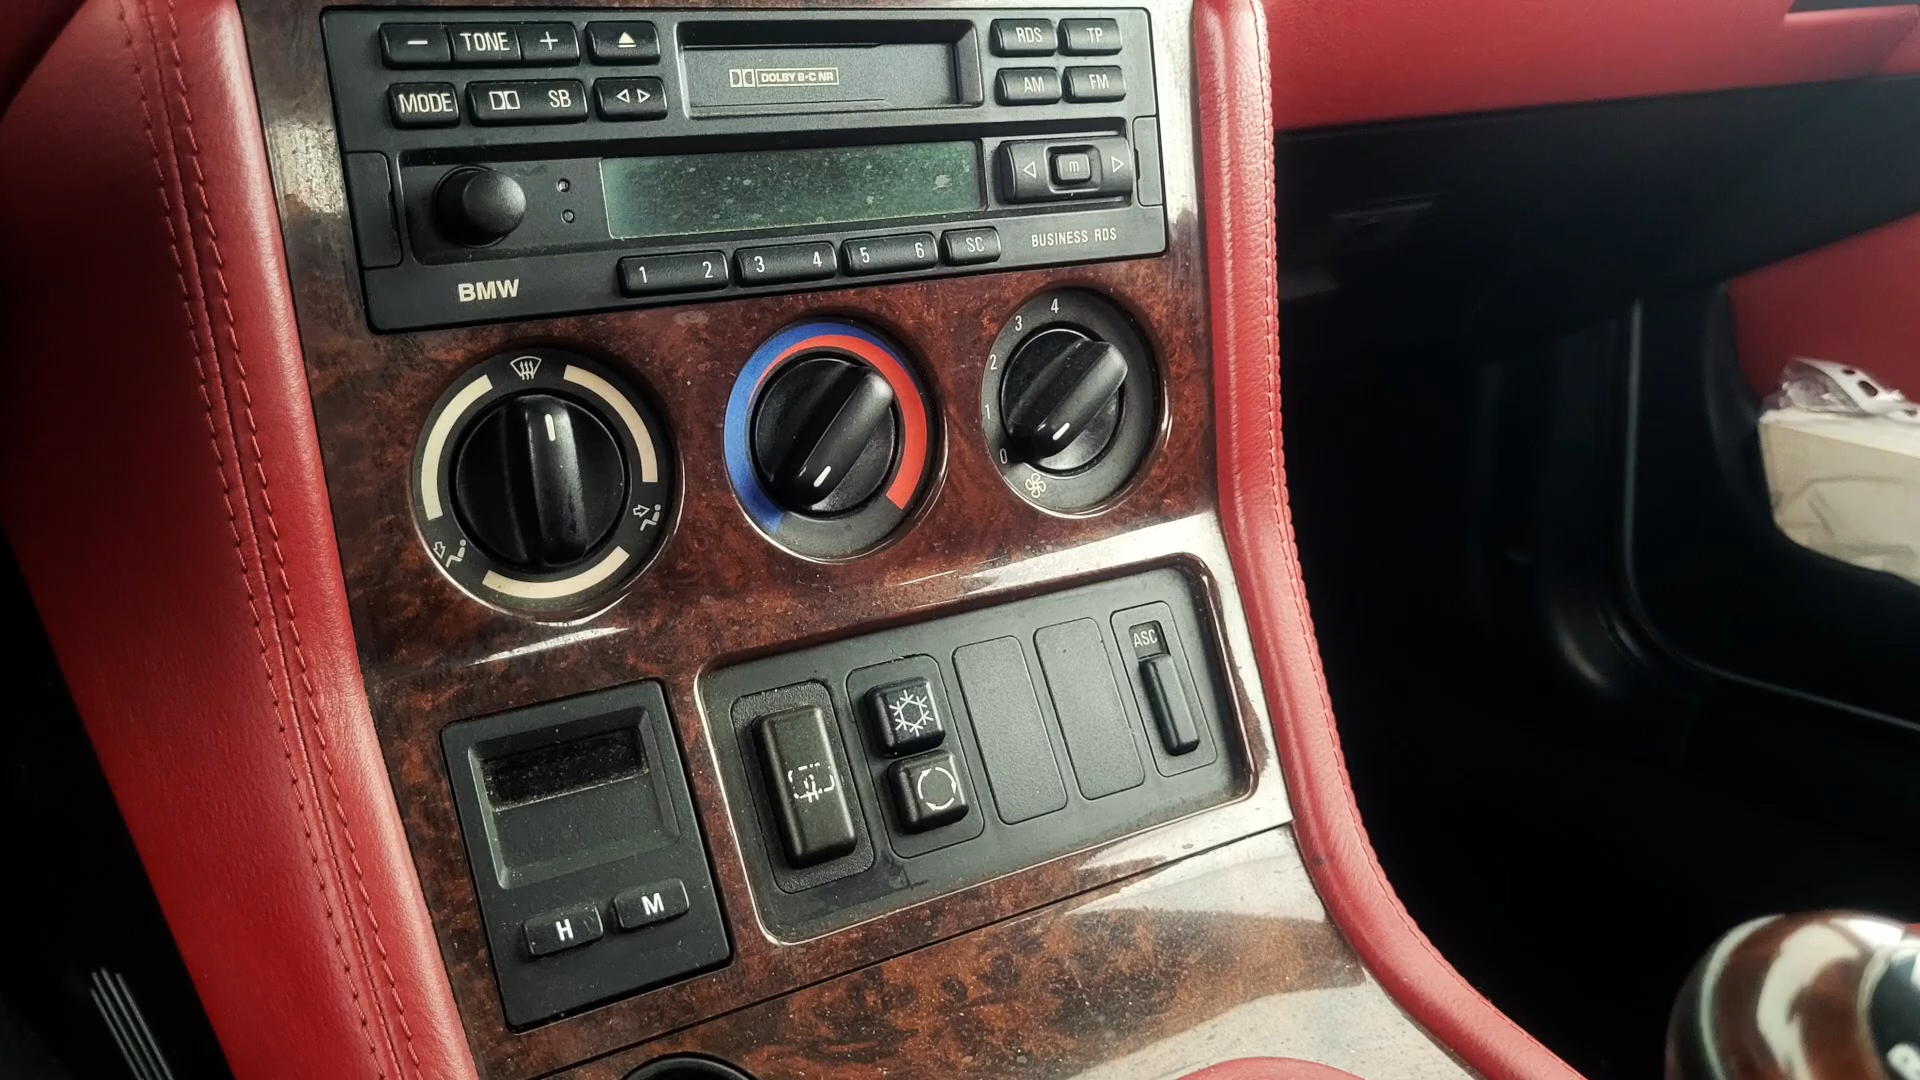 − TONE +
RDS TP
DOLBY B-C NR
MODE SB
AM FM
m
BUSINESS RDS
1 2 3 4 5 6 SC
BMW
4
3
2
1
0
ASC
H M